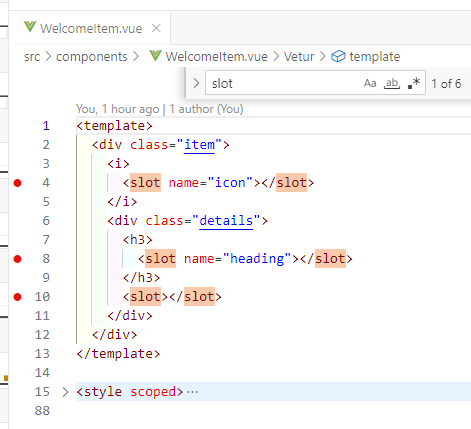 WelcomeItem.vue ×
src > components > WelcomeItem.vue > Vetur > template
> slot Aa ab .* 1 of 6
You, 1 hour ago | 1 author (You)
1 <template>
2 <div class="item">
3 <i>
4 <slot name="icon"></slot>
5 </i>
6 <div class="details">
7 <h3>
8 <slot name="heading"></slot>
9 </h3>
10 <slot></slot>
11 </div>
12 </div>
13 </template>
14
15 > <style scoped>⋯
88